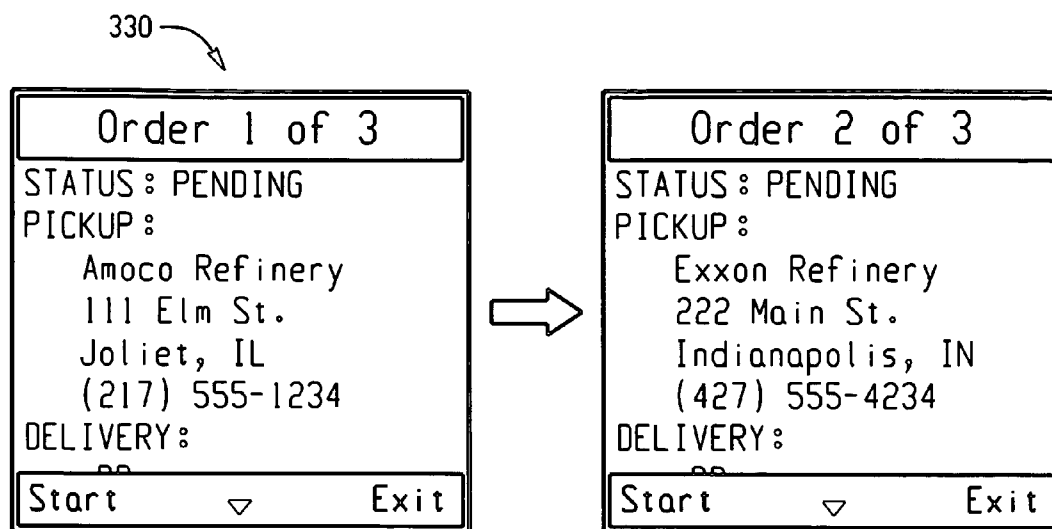 330
Order 1 of 3
STATUS: PENDING
PICKUP:
Amoco Refinery
111 Elm St.
Joliet, IL
(217) 555-1234
DELIVERY:
Start
Exit
Order 2 of 3
STATUS: PENDING
PICKUP:
Exxon Refinery
222 Main St.
Indianapolis, IN
(427) 555-4234
DELIVERY:
Start
Exit